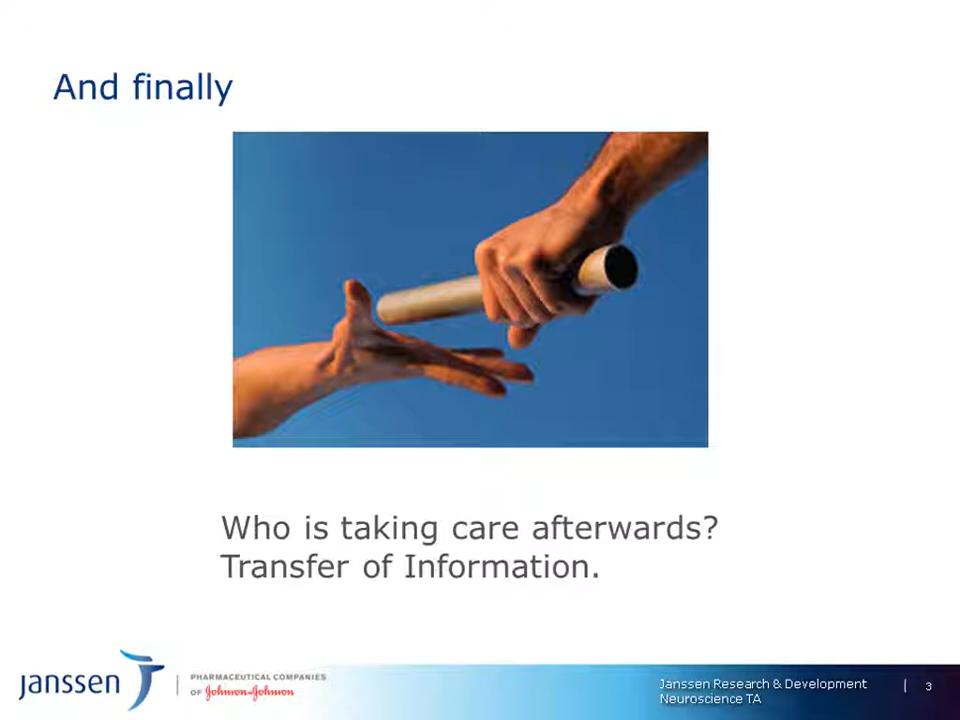 And finally
Who is taking care afterwards?
Transfer of Information.
janssen
PHARMACEUTICAL COMPANIES
OF Johnson-Johnson
Janssen Research & Development
Neuroscience TA
| 3